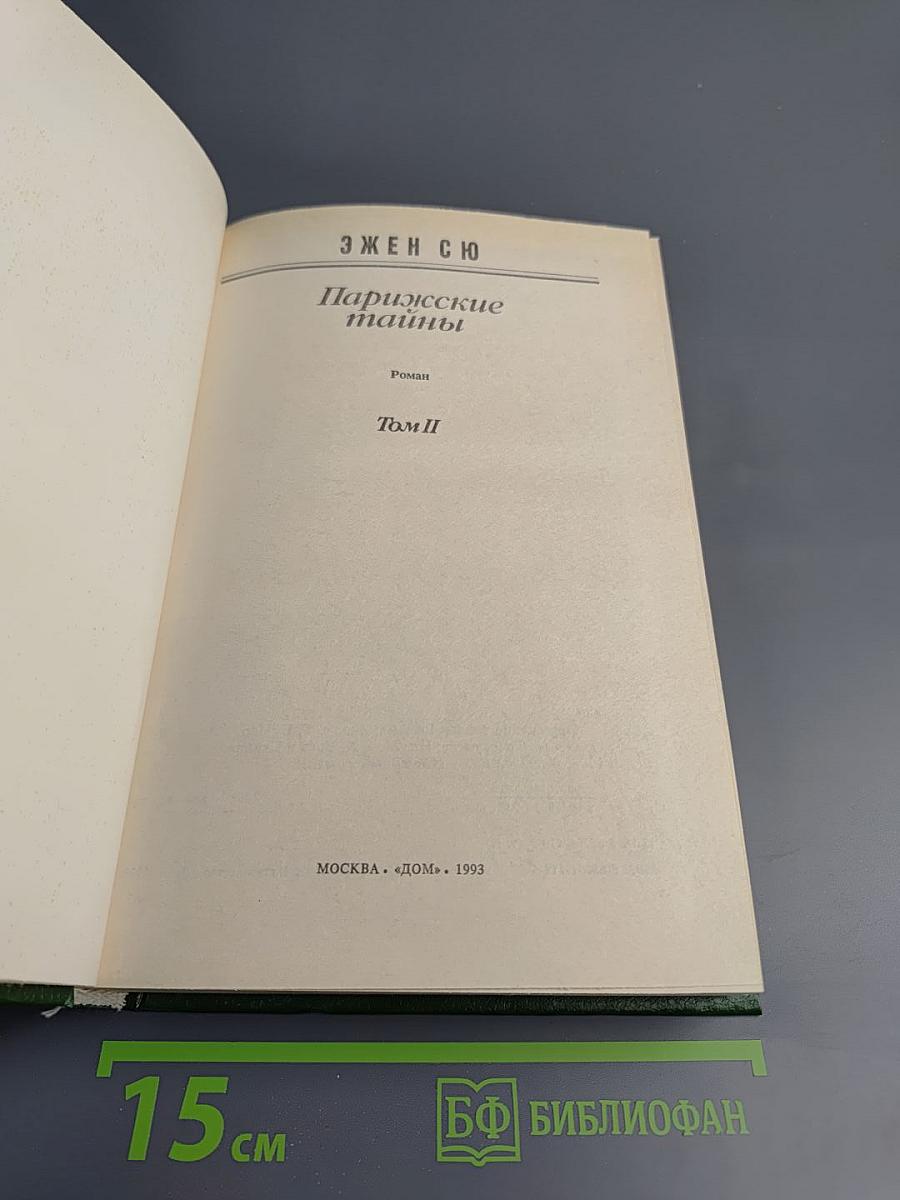 ЭЖЕН СЮ
Парижские
тайны
Роман
Том II
МОСКВА • «ДОМ» • 1993
15 см
БФ БИБЛИОФАН